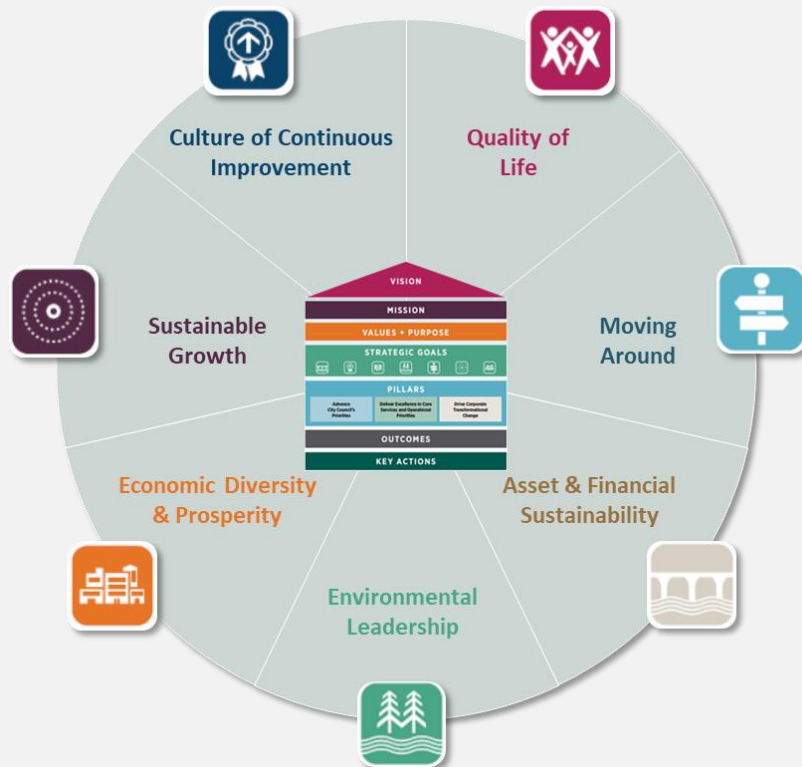 Culture of Continuous
Improvement
Quality of
Life
Sustainable
Growth
Moving
Around
VISION
MISSION
VALUES + PURPOSE
STRATEGIC GOALS
PILLARS
Advance
City Council's
Priorities
Deliver Excellence in Core
Services and Operational
Priorities
Drive Corporate
Transformational
Change
OUTCOMES
KEY ACTIONS
Economic Diversity
& Prosperity
Asset & Financial
Sustainability
Environmental
Leadership